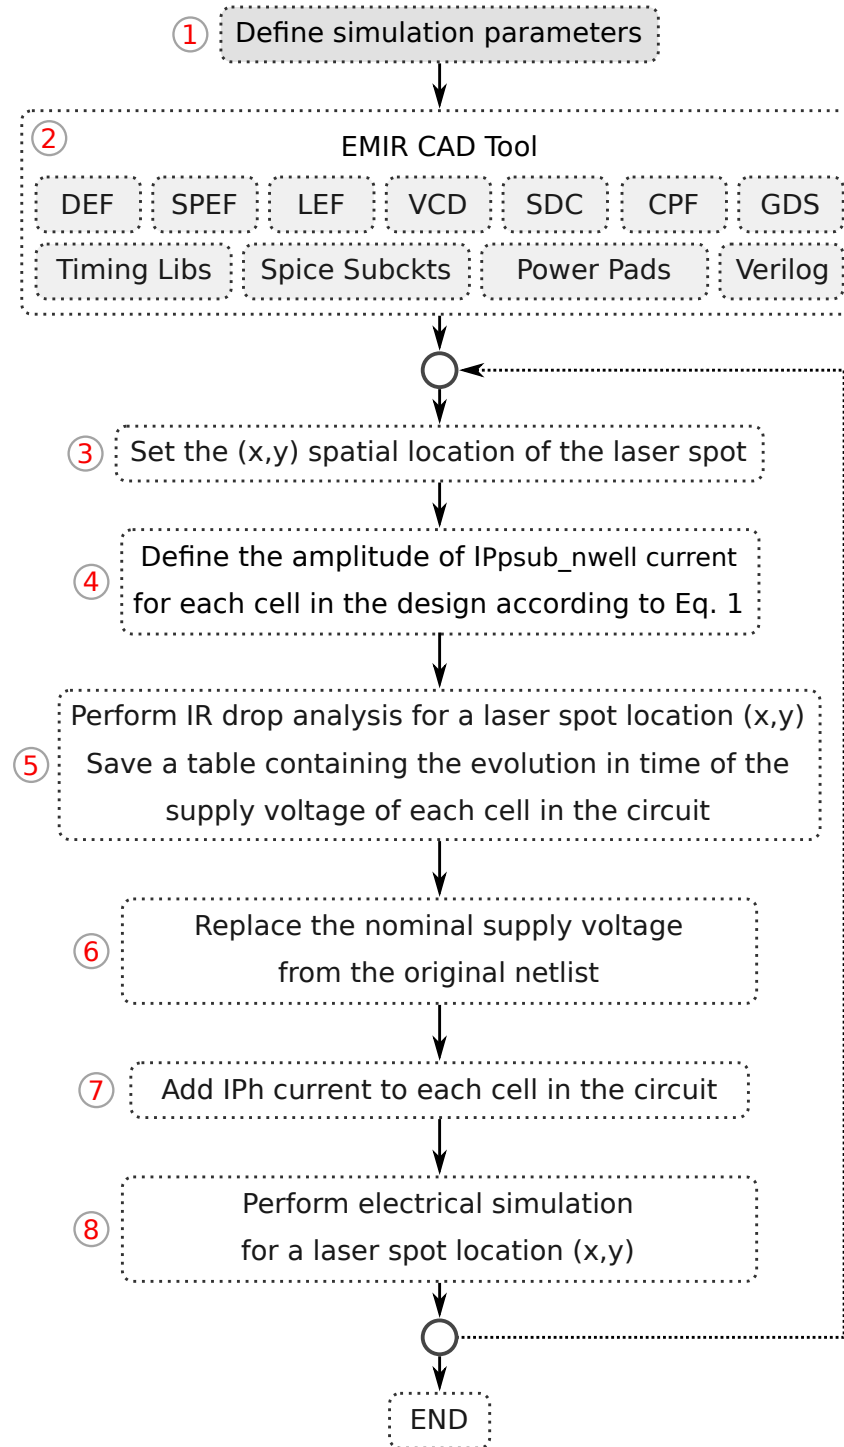 1 Define simulation parameters
2
EMIR CAD Tool
DEF SPEF LEF VCD SDC CPF GDS
Timing Libs Spice Subckts Power Pads Verilog
3 Set the (x,y) spatial location of the laser spot
Define the amplitude of IPpsub_nwell current
4
for each cell in the design according to Eq. 1
Perform IR drop analysis for a laser spot location (x,y)
5 Save a table containing the evolution in time of the
supply voltage of each cell in the circuit
Replace the nominal supply voltage
6
from the original netlist
7 Add IPh current to each cell in the circuit
Perform electrical simulation
8
for a laser spot location (x,y)
END